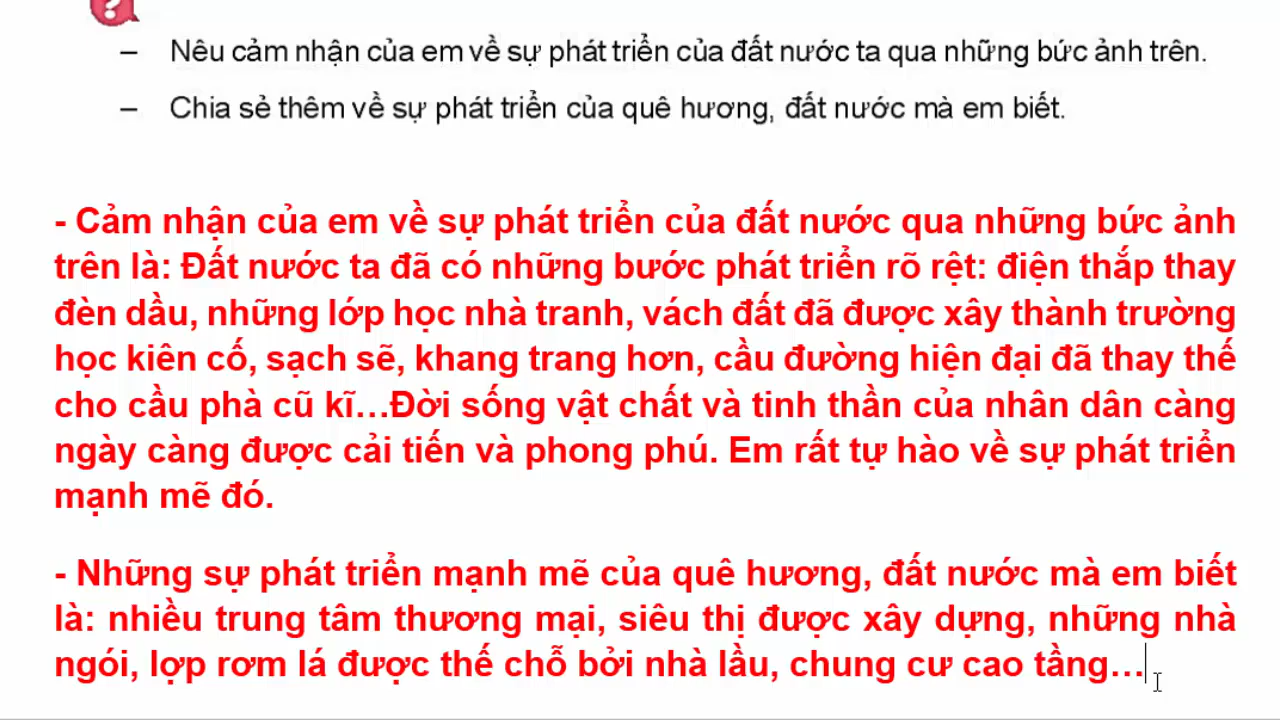 ?
– Nêu cảm nhận của em về sự phát triển của đất nước ta qua những bức ảnh trên.
– Chia sẻ thêm về sự phát triển của quê hương, đất nước mà em biết.
- Cảm nhận của em về sự phát triển của đất nước qua những bức ảnh
trên là: Đất nước ta đã có những bước phát triển rõ rệt: điện thắp thay
đèn dầu, những lớp học nhà tranh, vách đất đã được xây thành trường
học kiên cố, sạch sẽ, khang trang hơn, cầu đường hiện đại đã thay thế
cho cầu phà cũ kĩ...Đời sống vật chất và tinh thần của nhân dân càng
ngày càng được cải tiến và phong phú. Em rất tự hào về sự phát triển
mạnh mẽ đó.
- Những sự phát triển mạnh mẽ của quê hương, đất nước mà em biết
là: nhiều trung tâm thương mại, siêu thị được xây dựng, những nhà
ngói, lợp rơm lá được thế chỗ bởi nhà lầu, chung cư cao tầng...